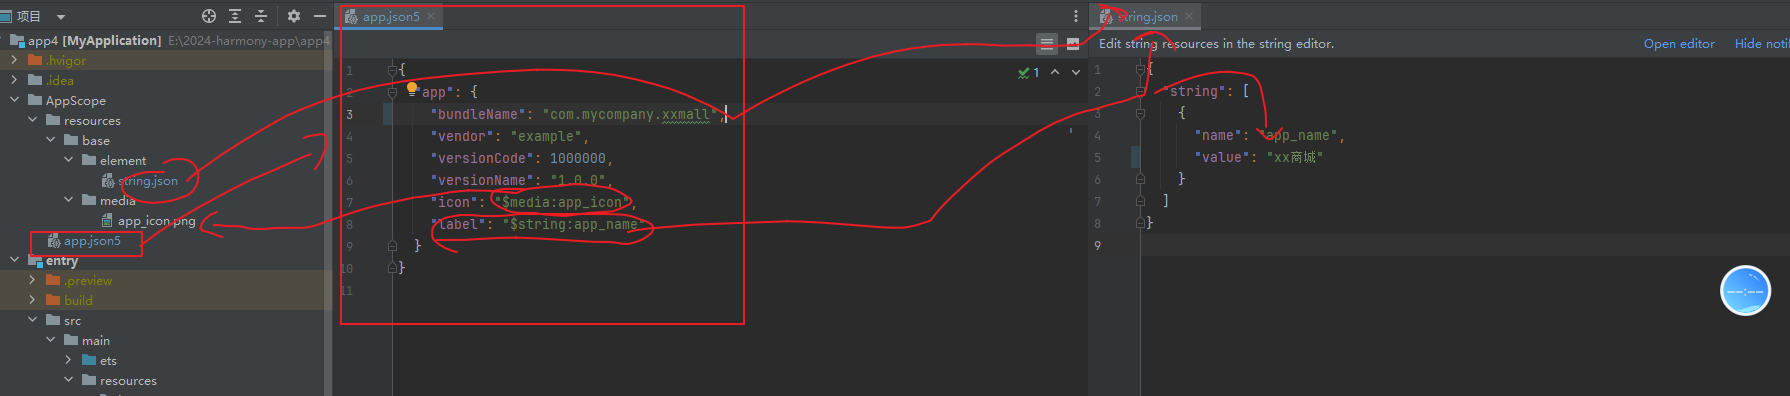 项目
app4 [MyApplication] E:\2024-harmony-app\app4
.hvigor
.idea
AppScope
resources
base
element
string.json
media
app_icon.png
app.json5
entry
.preview
build
src
main
ets
resources
app.json5
1
1 {
2 "app": {
3 "bundleName": "com.mycompany.xxmall",
4 "vendor": "example",
5 "versionCode": 1000000,
6 "versionName": "1.0.0",
7 "icon": "$media:app_icon",
8 "label": "$string:app_name"
9 }
10 }
11
string.json
Edit string resources in the string editor. Open editor Hide notif
1 {
2 "string": [
3 {
4 "name": "app_name",
5 "value": "xx商城"
6 }
7 ]
8 }
9